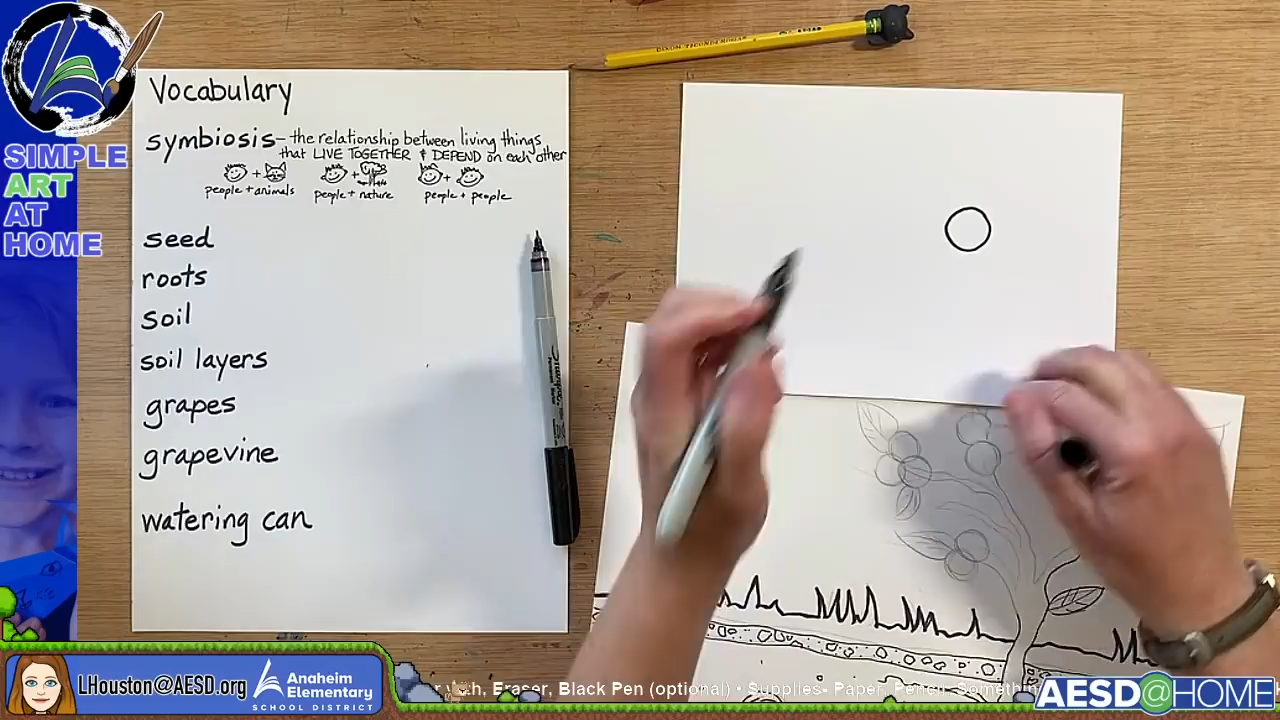 SIMPLE
ART
AT
HOME
Vocabulary
symbiosis - the relationship between living things
that LIVE TOGETHER & DEPEND on each other
people + animals people + nature people + people
seed
roots
soil
soil layers
grapes
grapevine
watering can
DIXON TICONDEROGA
LHouston@AESD.org
Anaheim
Elementary
SCHOOL DISTRICT
Eraser, Black Pen (optional) • Supplies- Paper, Pencil
AESD@HOME